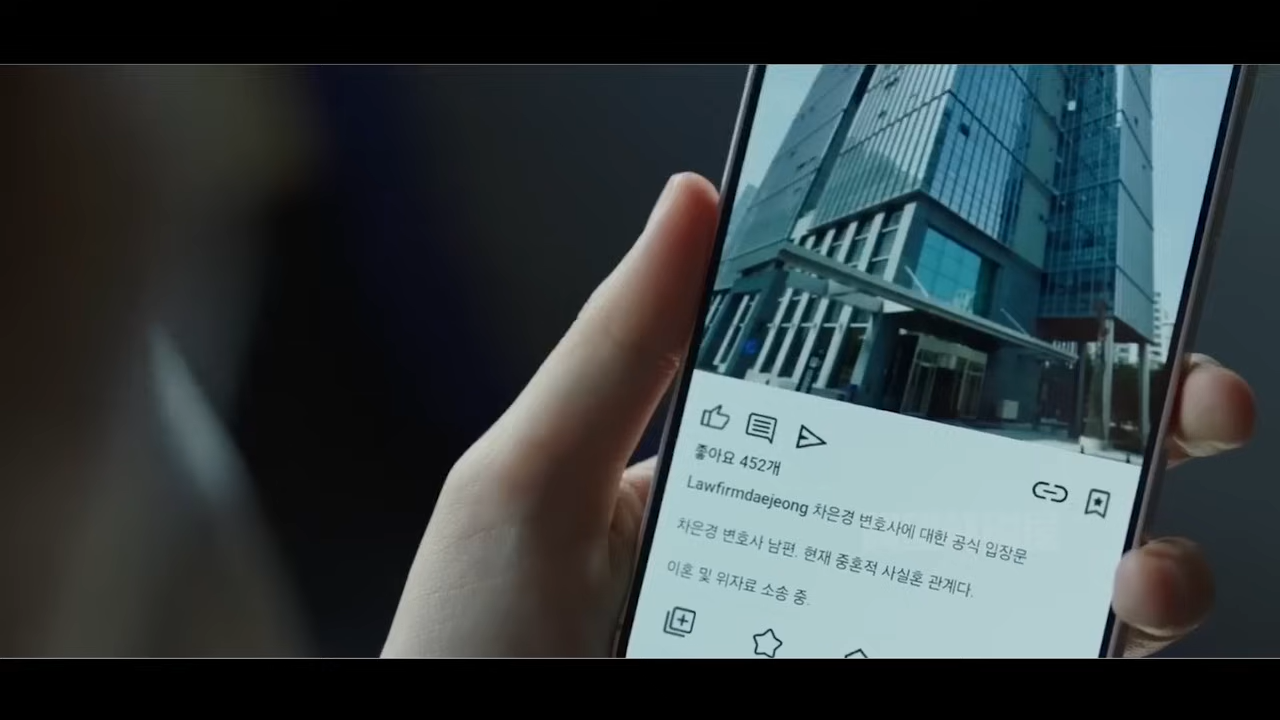 좋아요 452개
Lawfirmdaejeong 차은경 변호사에 대한 공식 입장문
차은경 변호사 남편. 현재 중혼적 사실혼 관계다.
이혼 및 위자료 소송 중.